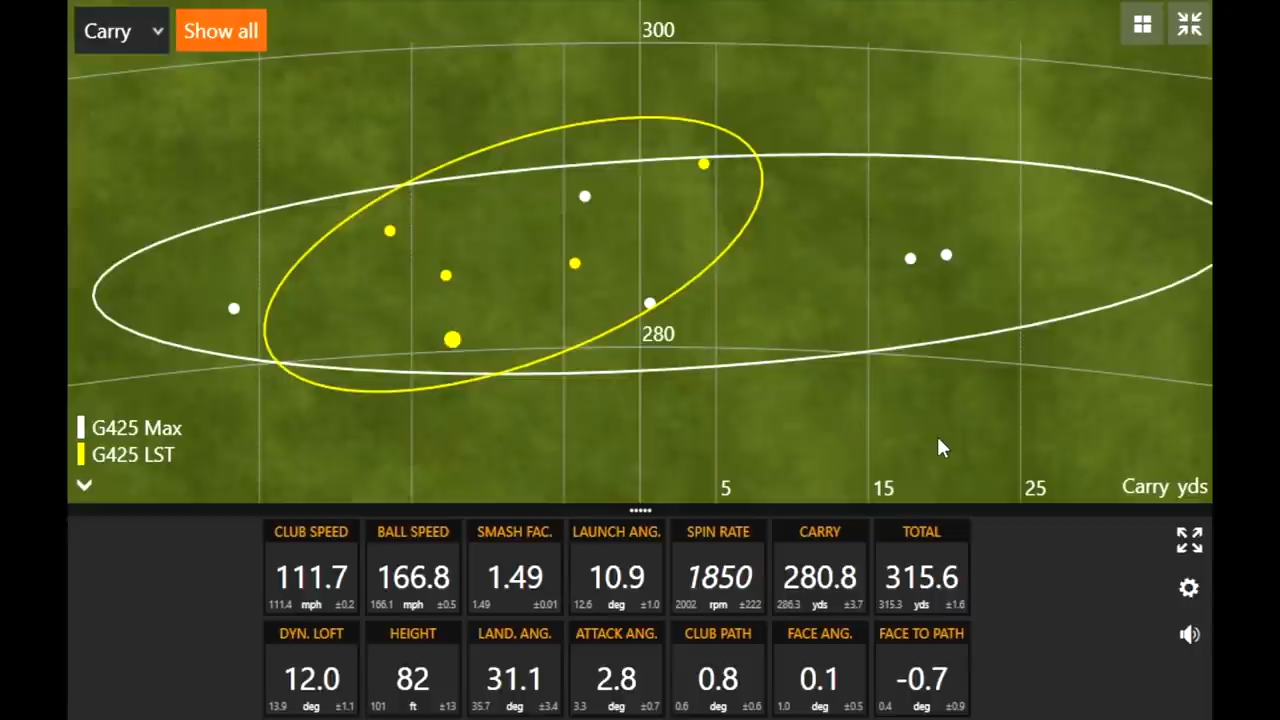 Carry
Show all
300
280
G425 Max
G425 LST
5
15
25
Carry yds
CLUB SPEED BALL SPEED SMASH FAC. LAUNCH ANG. SPIN RATE CARRY TOTAL
111.7 166.8 1.49 10.9 1850 280.8 315.6
111.4 mph ±0.2 166.1 mph ±0.5 1.49 ±0.01 12.6 deg ±1.0 2002 rpm ±222 286.3 yds ±3.7 315.3 yds ±1.6
DYN. LOFT HEIGHT LAND. ANG. ATTACK ANG. CLUB PATH FACE ANG. FACE TO PATH
12.0 82 31.1 2.8 0.8 0.1 -0.7
13.9 deg ±1.1 101 ft ±13 35.7 deg ±3.4 3.3 deg ±0.7 0.6 deg ±0.6 1.0 deg ±0.5 0.4 deg ±0.9